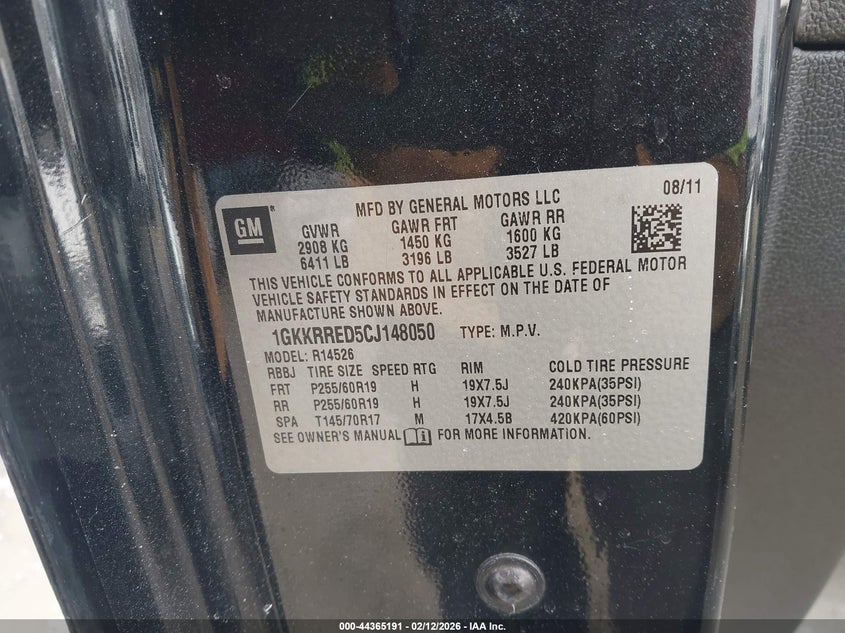 GM ®
MFD BY GENERAL MOTORS LLC 08/11
GVWR GAWR FRT GAWR RR
2908 KG 1450 KG 1600 KG
6411 LB 3196 LB 3527 LB
THIS VEHICLE CONFORMS TO ALL APPLICABLE U.S. FEDERAL MOTOR
VEHICLE SAFETY STANDARDS IN EFFECT ON THE DATE OF
MANUFACTURE SHOWN ABOVE.
1GKKRRED5CJ148050 TYPE: M.P.V.
MODEL: R14526
RBBJ TIRE SIZE SPEED RTG RIM COLD TIRE PRESSURE
FRT P255/60R19 H 19X7.5J 240KPA(35PSI)
RR P255/60R19 H 19X7.5J 240KPA(35PSI)
SPA T145/70R17 M 17X4.5B 420KPA(60PSI)
SEE OWNER'S MANUAL i FOR MORE INFORMATION.
000-44365191 - 02/12/2026 - IAA Inc.